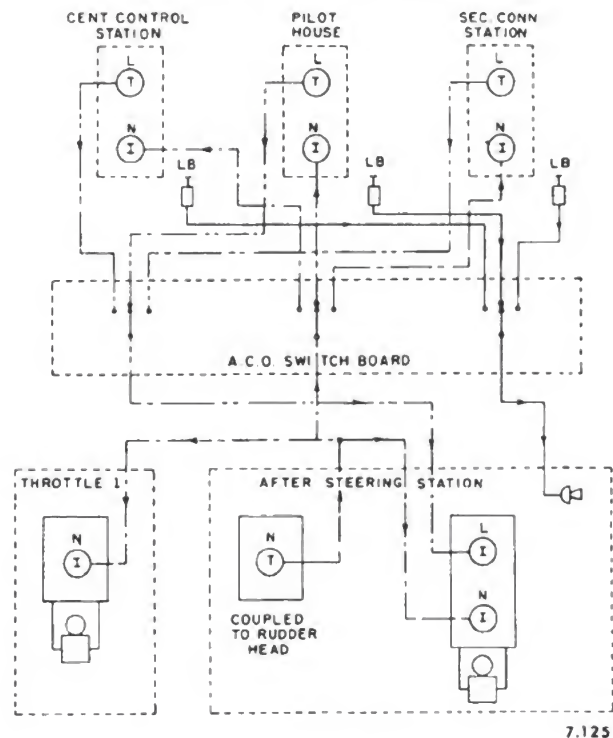 CENT CONTROL STATION
PILOT HOUSE
SEC. CONN STATION
L
T
N
I
L
T
N
I
L
T
N
I
LB
LB
LB
A.C.O. SWITCH BOARD
THROTTLE 1
N
I
AFTER STEERING STATION
N
T
COUPLED
TO RUDDER
HEAD
L
I
N
I
7.125